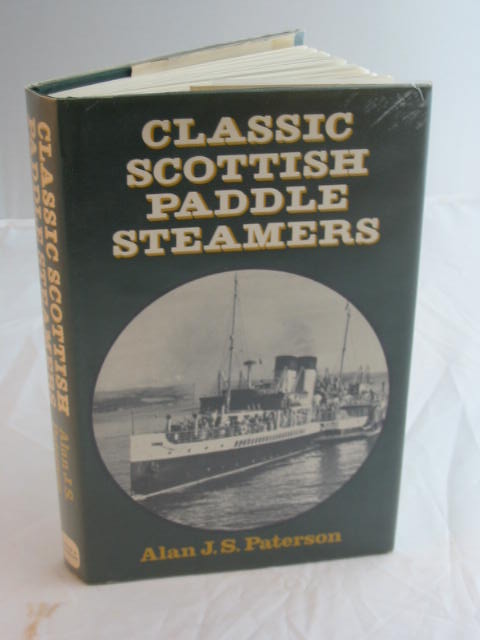 CLASSIC
SCOTTISH
PADDLE
STEAMERS
Alan J. S. Paterson
CLASSIC SCOTTISH
PADDLE STEAMERS
Alan J.S.